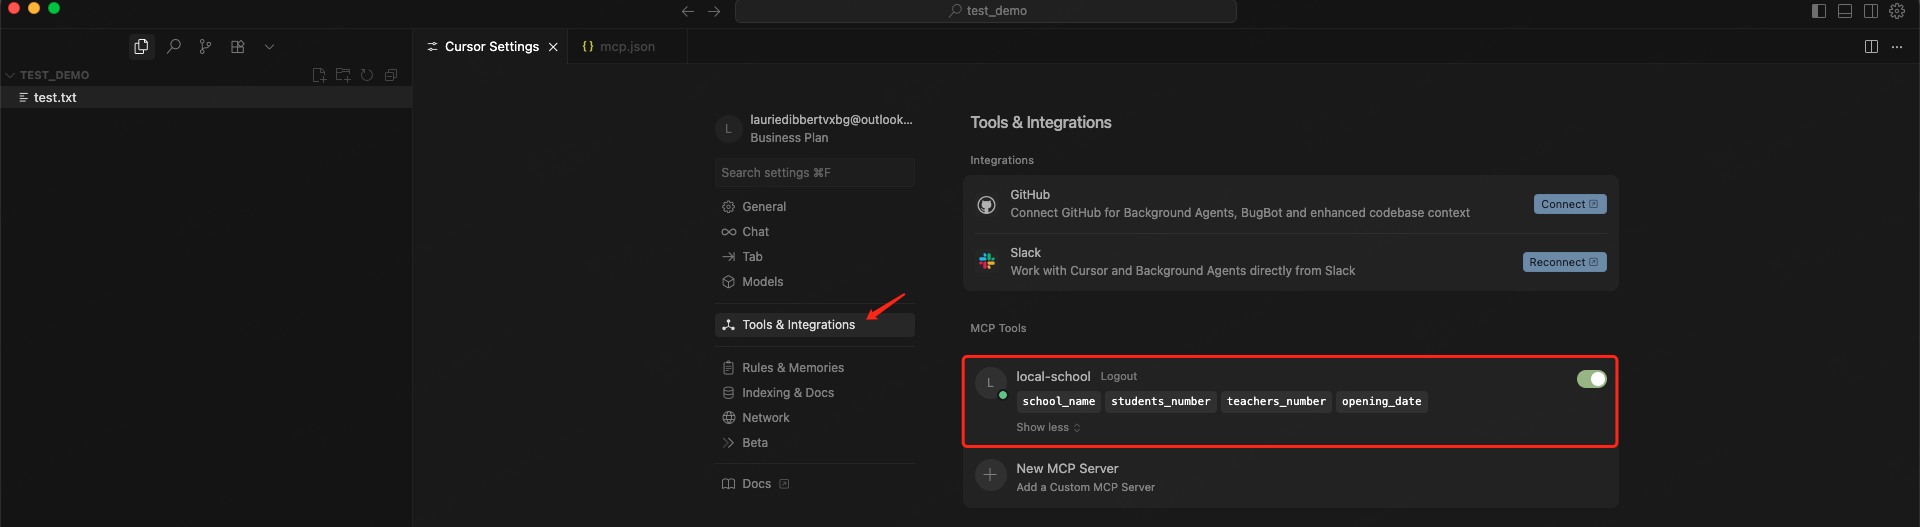 test_demo
Cursor Settings
mcp.json
TEST_DEMO
test.txt
L
lauriedibbertvxbg@outlook...
Business Plan
Search settings ⌘F
General
Chat
Tab
Models
Tools & Integrations
Rules & Memories
Indexing & Docs
Network
Beta
Docs
Tools & Integrations
Integrations
GitHub
Connect GitHub for Background Agents, BugBot and enhanced codebase context
Connect
Slack
Work with Cursor and Background Agents directly from Slack
Reconnect
MCP Tools
L
local-school Logout
school_name students_number teachers_number opening_date
Show less
New MCP Server
Add a Custom MCP Server